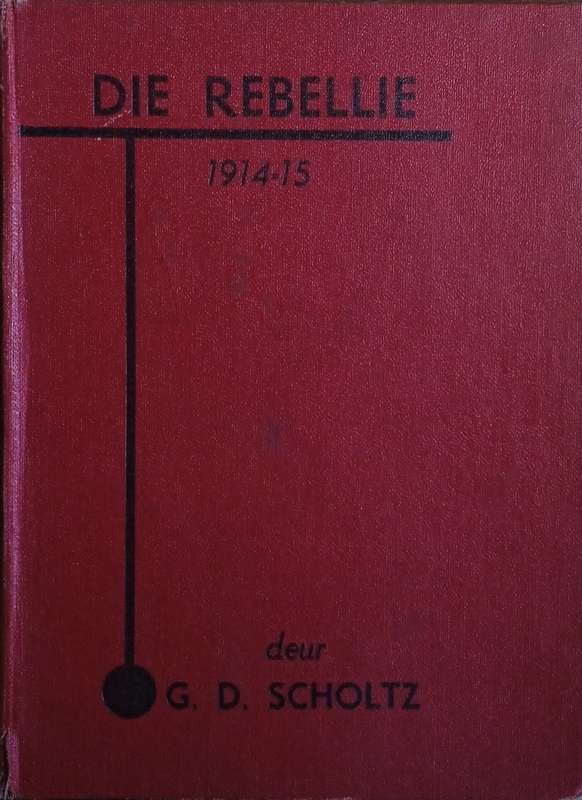 DIE REBELLIE
1914-15
deur
G. D. SCHOLTZ